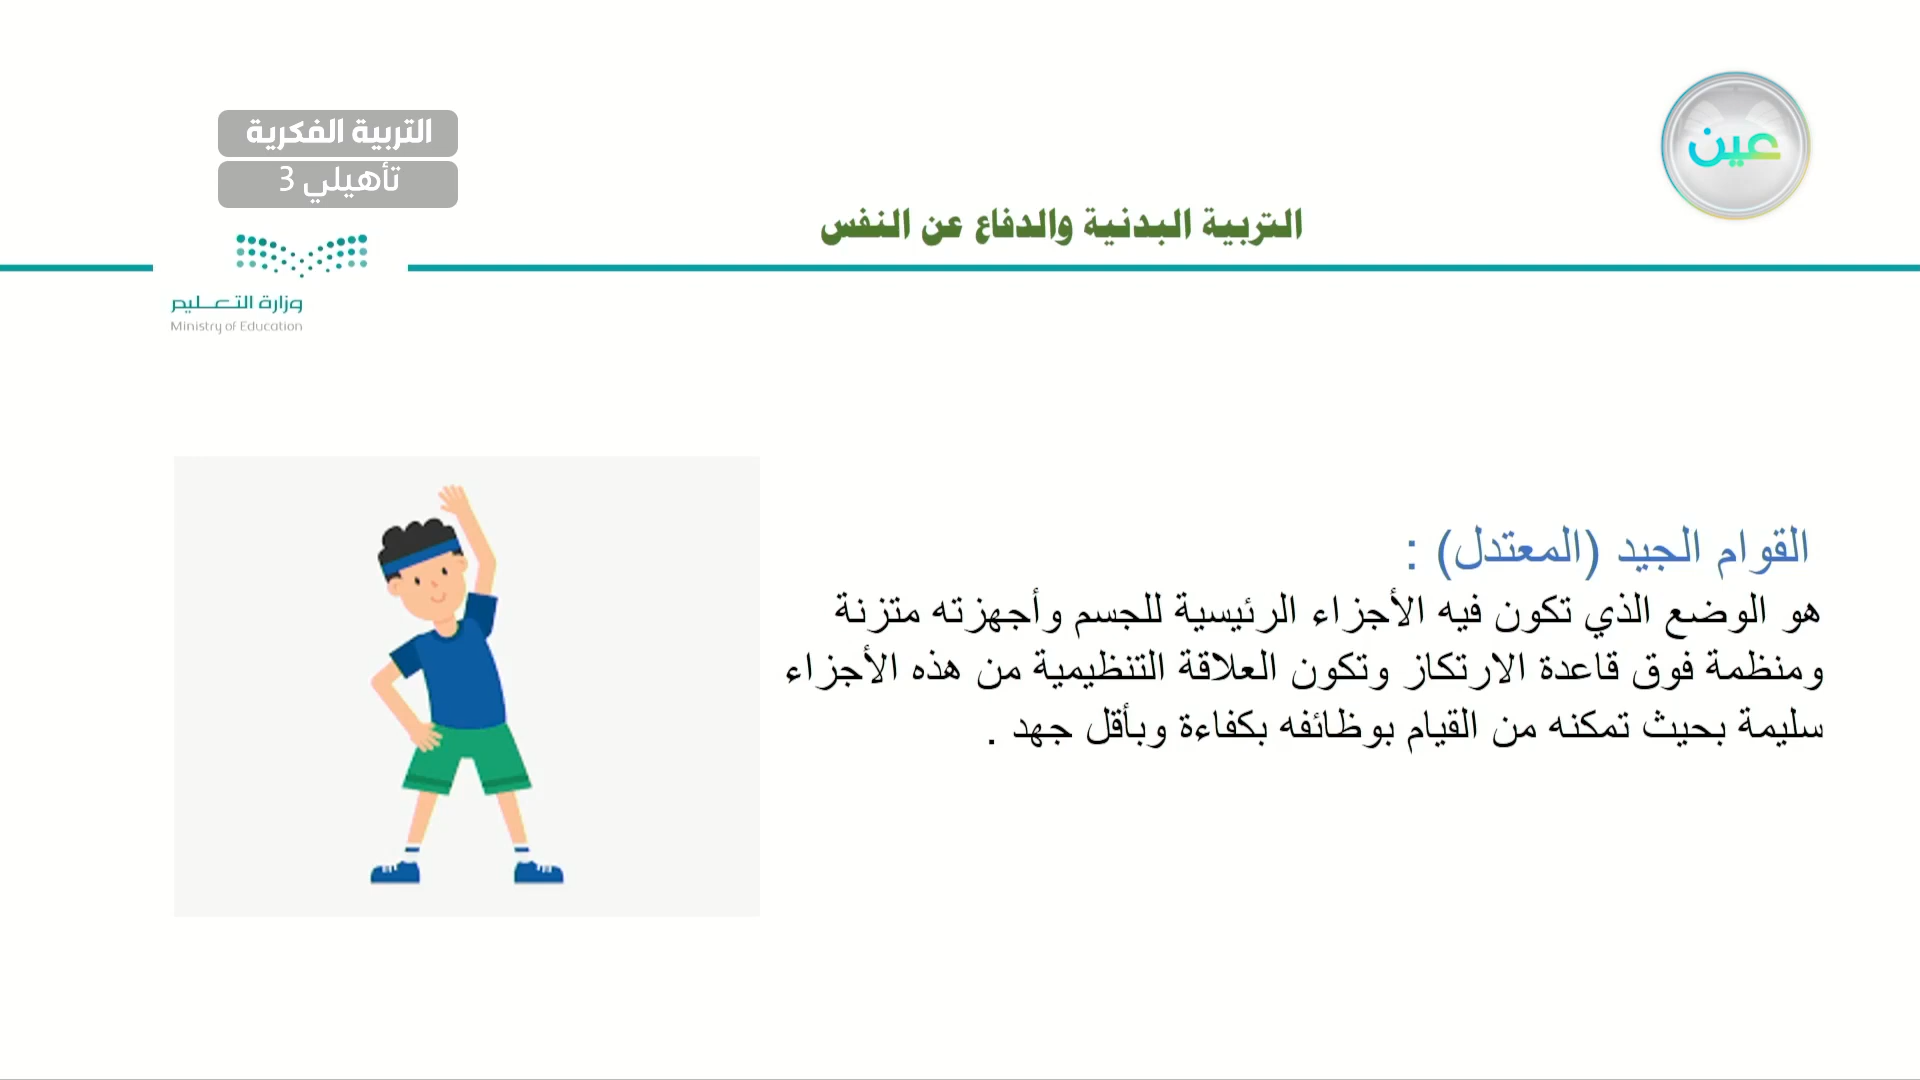 عين
التربية الفكرية
تأهيلي 3
التربية البدنية والدفاع عن النفس
وزارة التعليم
Ministry of Education
القوام الجيد (المعتدل) :
هو الوضع الذي تكون فيه الأجزاء الرئيسية للجسم وأجهزته متزنة
ومنظمة فوق قاعدة الارتكاز وتكون العلاقة التنظيمية من هذه الأجزاء
سليمة بحيث تمكنه من القيام بوظائفه بكفاءة وبأقل جهد .